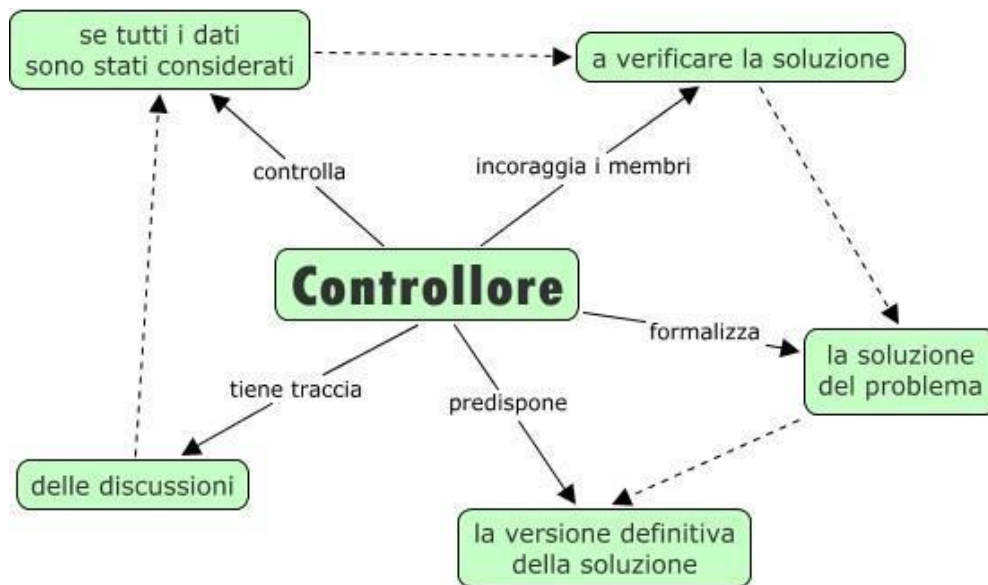 se tutti i dati
sono stati considerati
a verificare la soluzione
controlla
incoraggia i membri
Controllore
formalizza
la soluzione
del problema
tiene traccia
predispone
delle discussioni
la versione definitiva
della soluzione